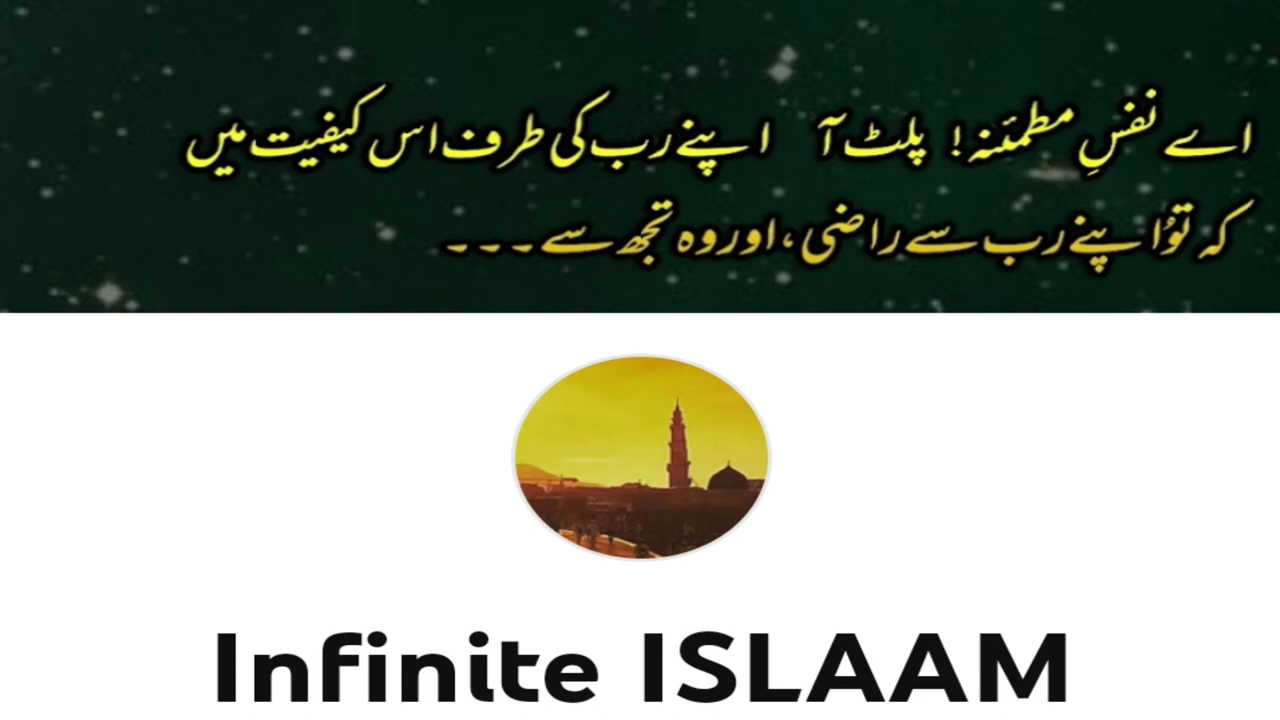 اے نفسِ مطمئنہ! پلٹ آ اپنے رب کی طرف اس کیفیت میں
کہ توُ اپنے رب سے راضی، اور وہ تجھ سے ---
Infinite ISLAAM